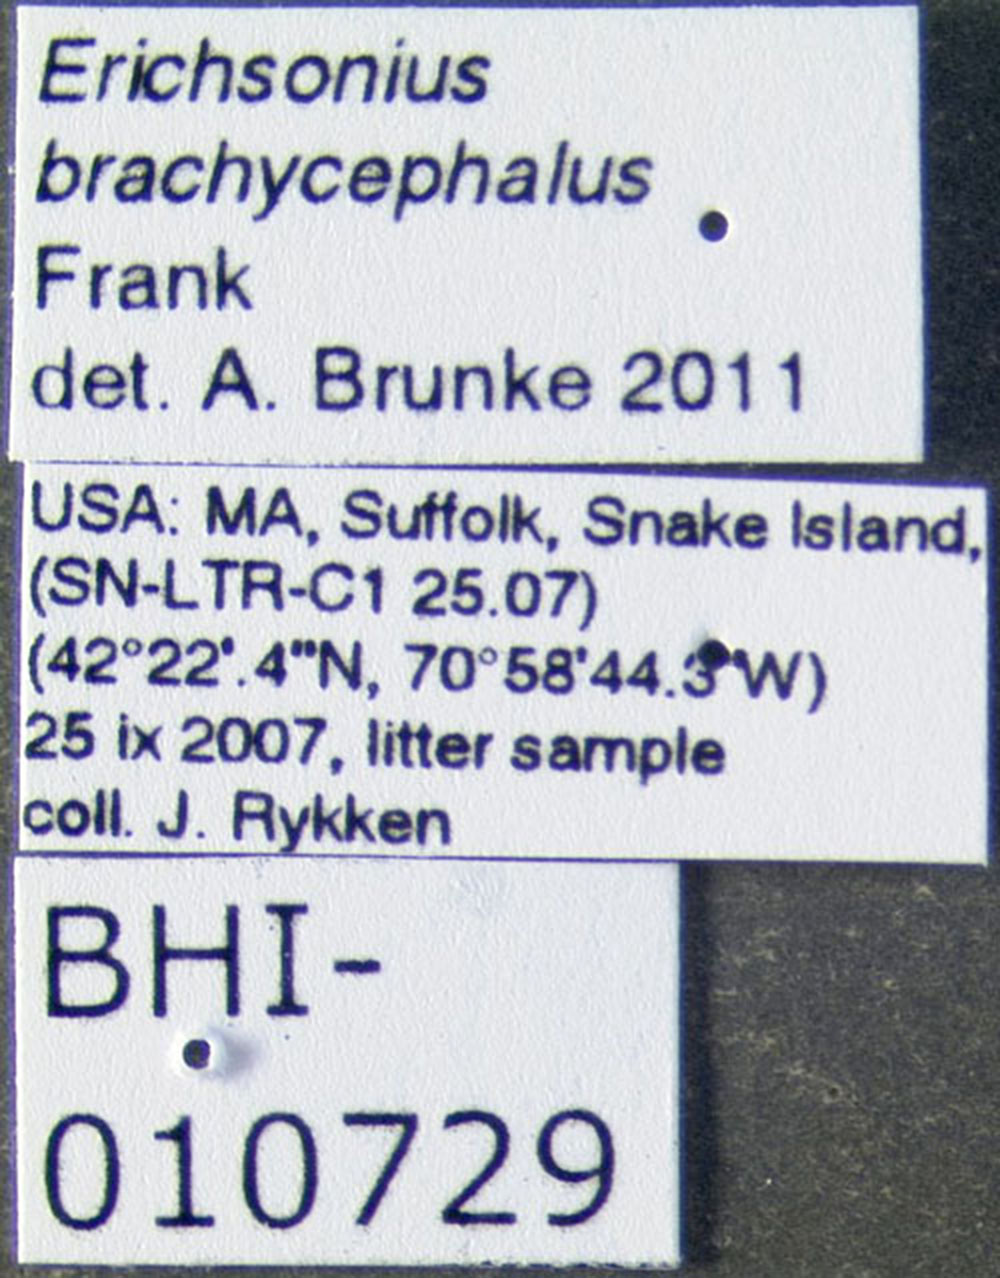 Erichsonius
brachycephalus
Frank
det. A. Brunke 2011
USA: MA, Suffolk, Snake Island,
(SN-LTR-C1 25.07)
(42°22'.4"'N, 70°58'44.3"W)
25 ix 2007, litter sample
coll. J. Rykken
BHI-
010729